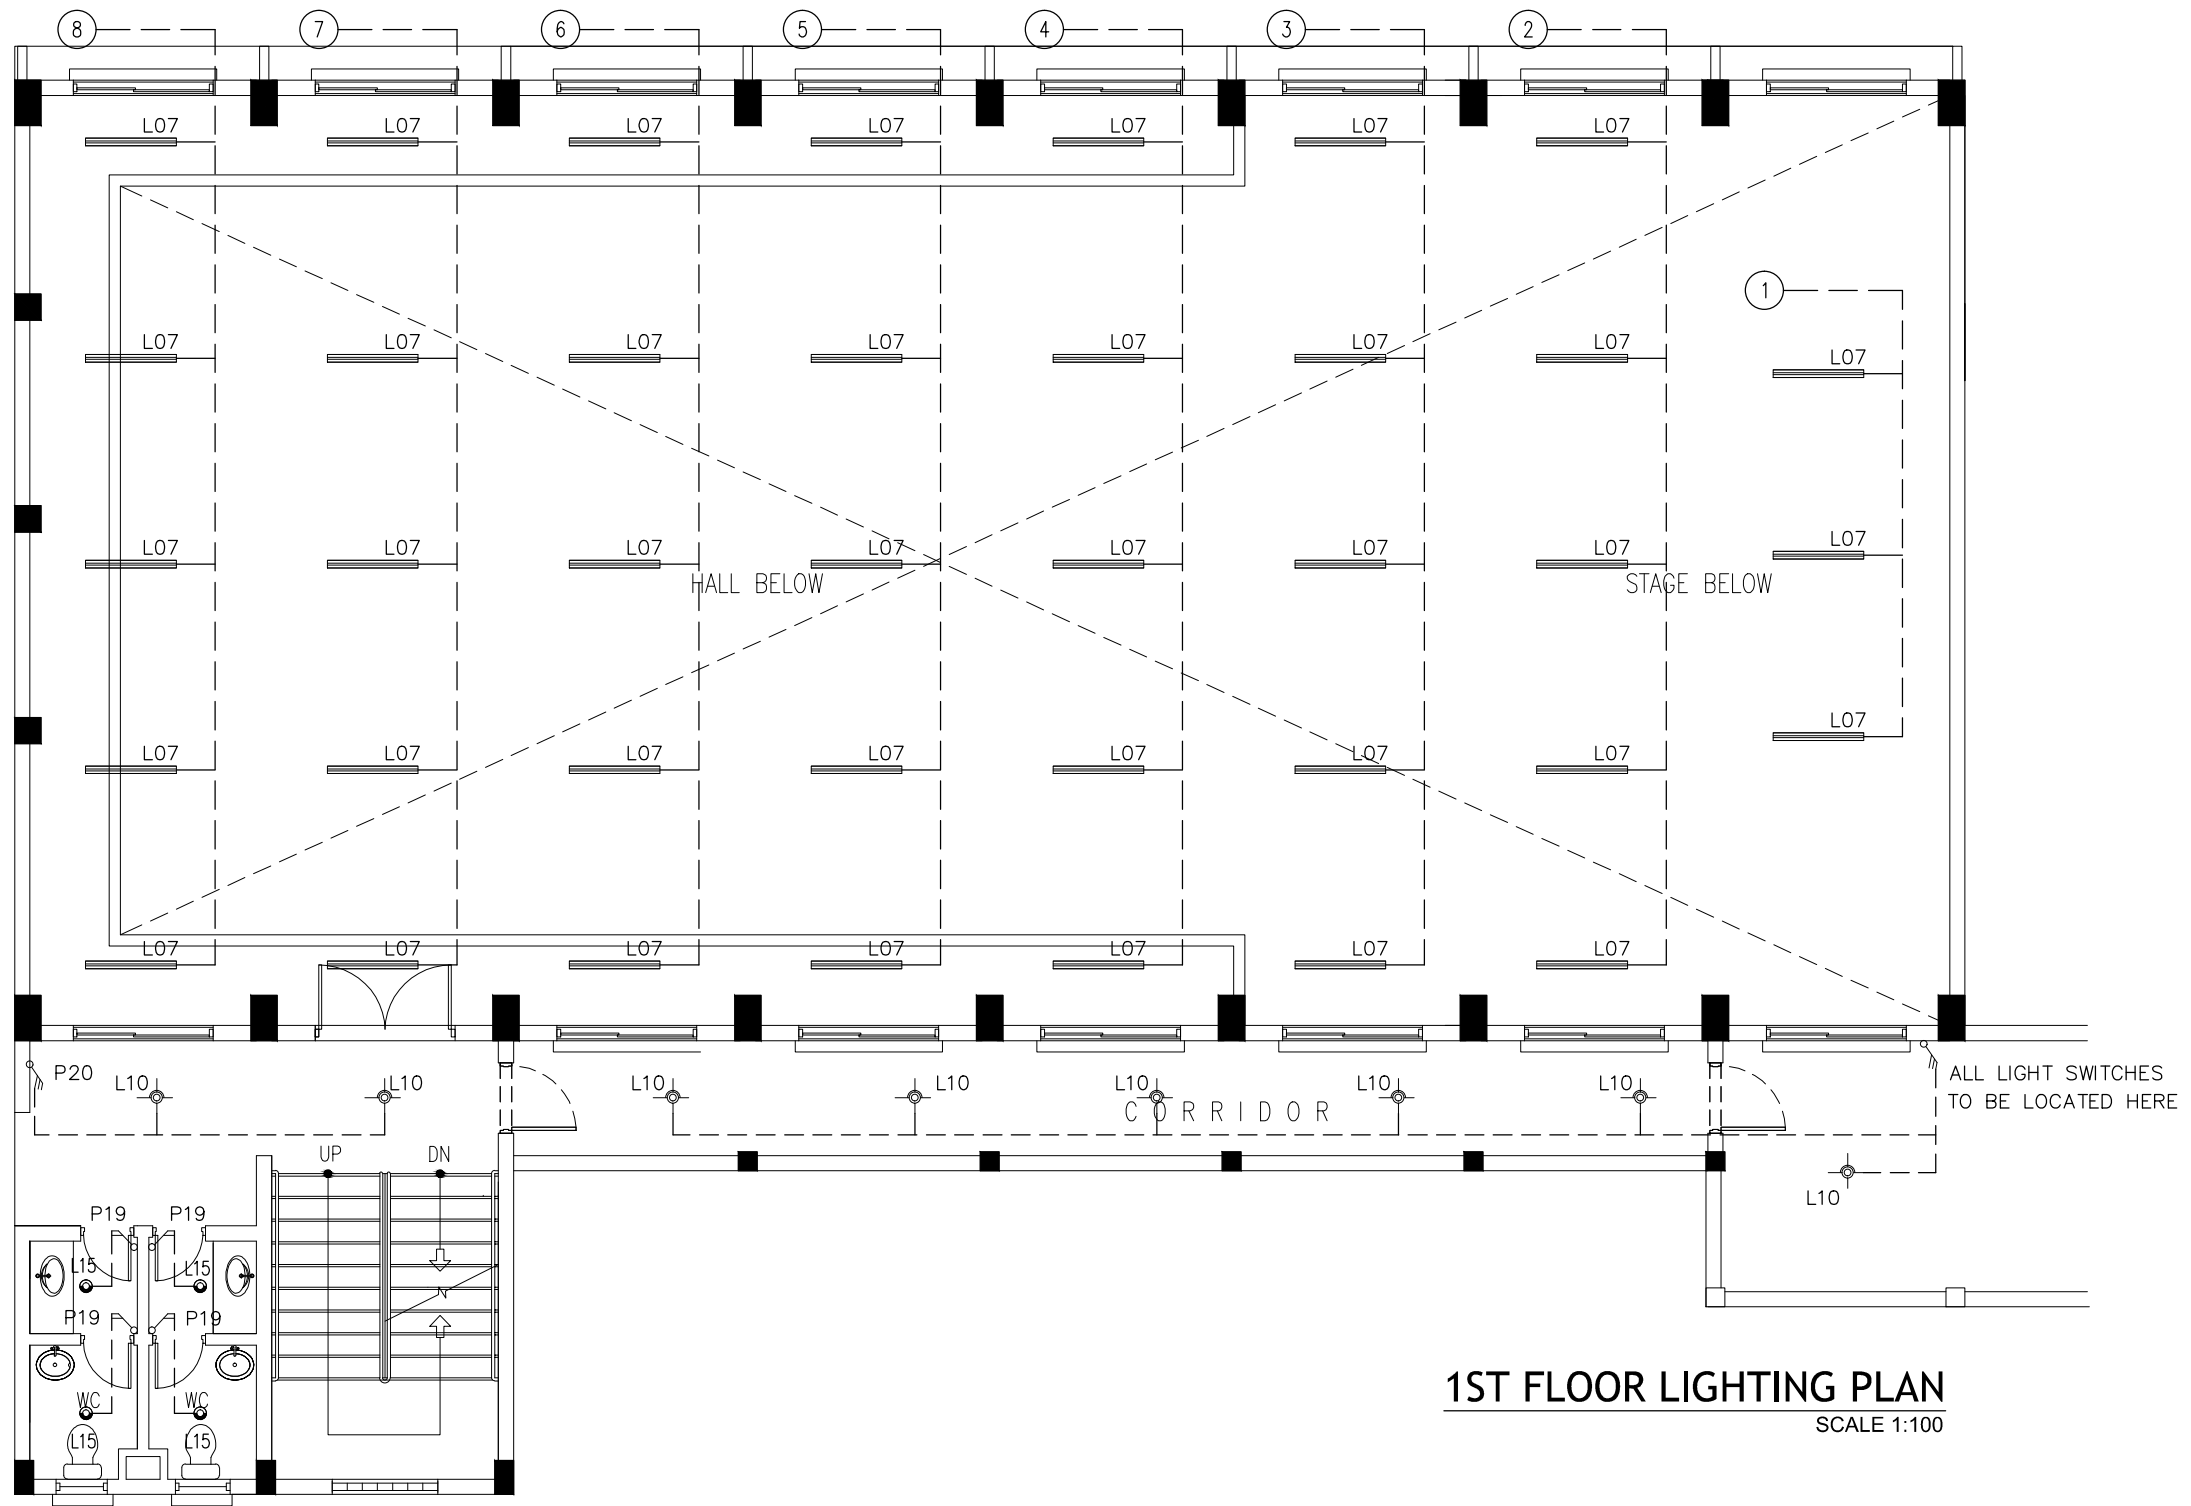 8 7 6 5 4 3 2
L07 L07 L07 L07 L07 L07 L07
1
L07 L07 L07 L07 L07 L07 L07
L07
L07 L07 L07 L07 L07 L07 L07
L07
HALL BELOW
STAGE BELOW
L07
L07 L07 L07 L07 L07 L07 L07
L07 L07 L07 L07 L07 L07 L07
P20
L10 L10 L10 L10 L10 L10 L10
ALL LIGHT SWITCHES
TO BE LOCATED HERE
CORRIDOR
UP DN
L10
P19 P19
L15 L15
N
P19 P19
WC WC
L15 L15
1ST FLOOR LIGHTING PLAN
SCALE 1:100